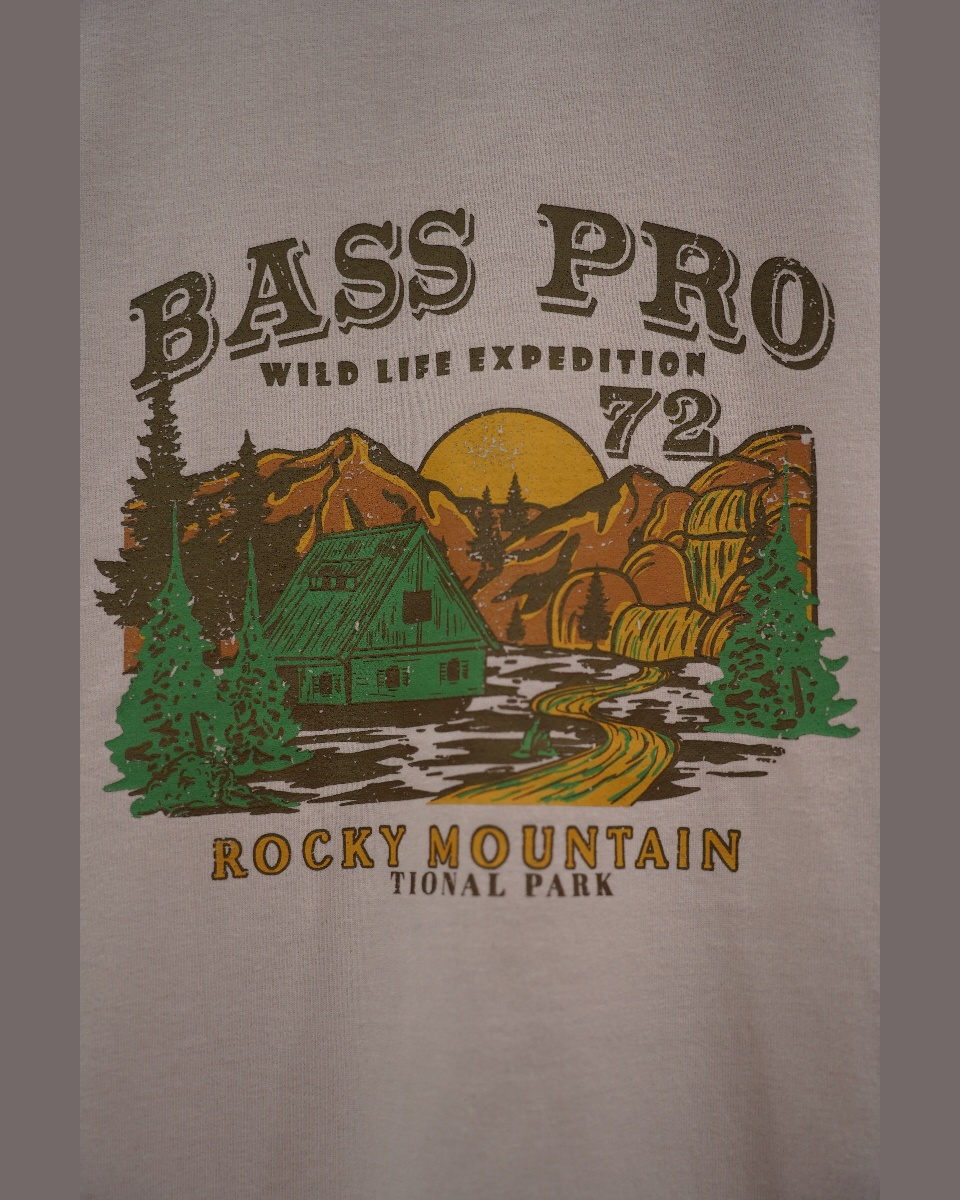 BASS PRO
WILD LIFE EXPEDITION
72
ROCKY MOUNTAIN
TIONAL PARK